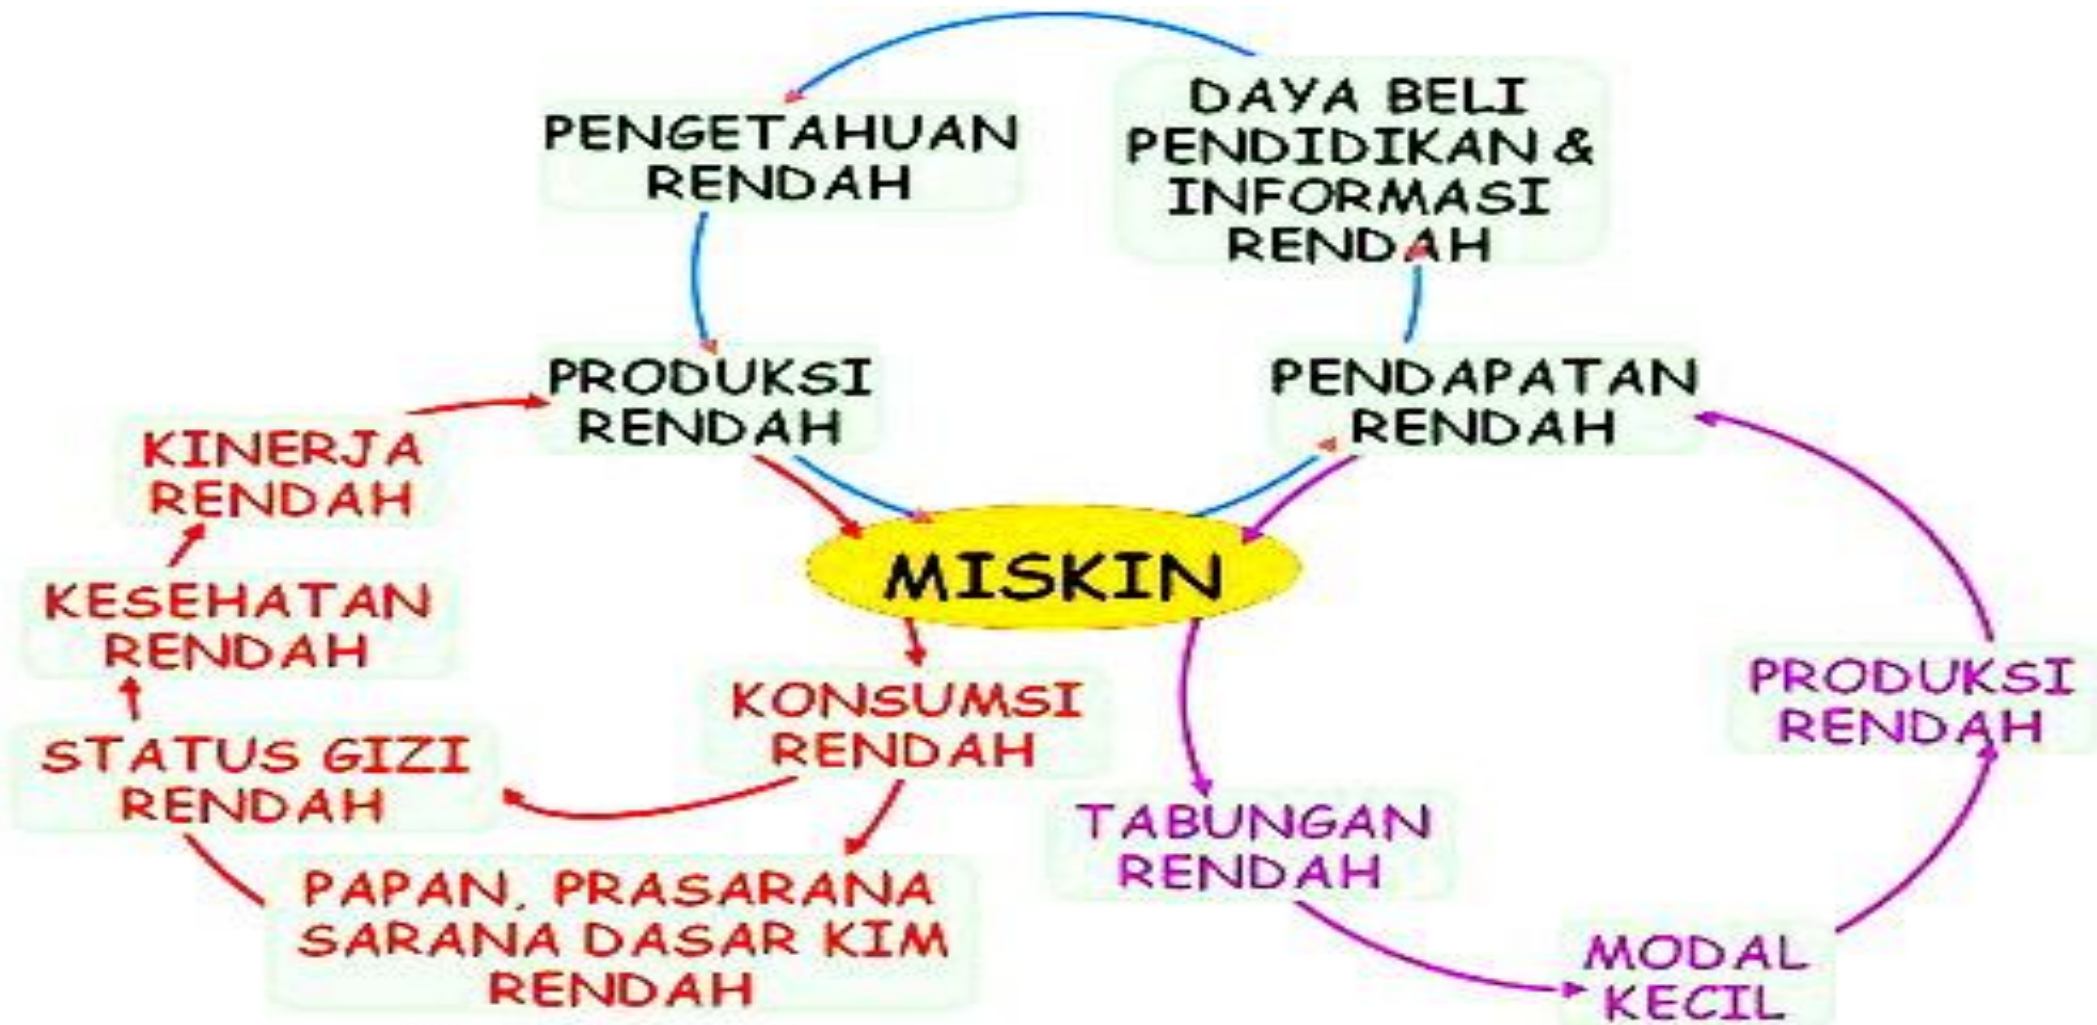 PENGETAHUAN
RENDAH
DAYA BELI
PENDIDIKAN &
INFORMASI
RENDAH
PRODUKSI
RENDAH
PENDAPATAN
RENDAH
KINERJA
RENDAH
MISKIN
KESEHATAN
RENDAH
KONSUMSI
RENDAH
PRODUKSI
RENDAH
STATUS GIZI
RENDAH
TABUNGAN
RENDAH
PAPAN, PRASARANA
SARANA DASAR KIM
RENDAH
MODAL
KECIL